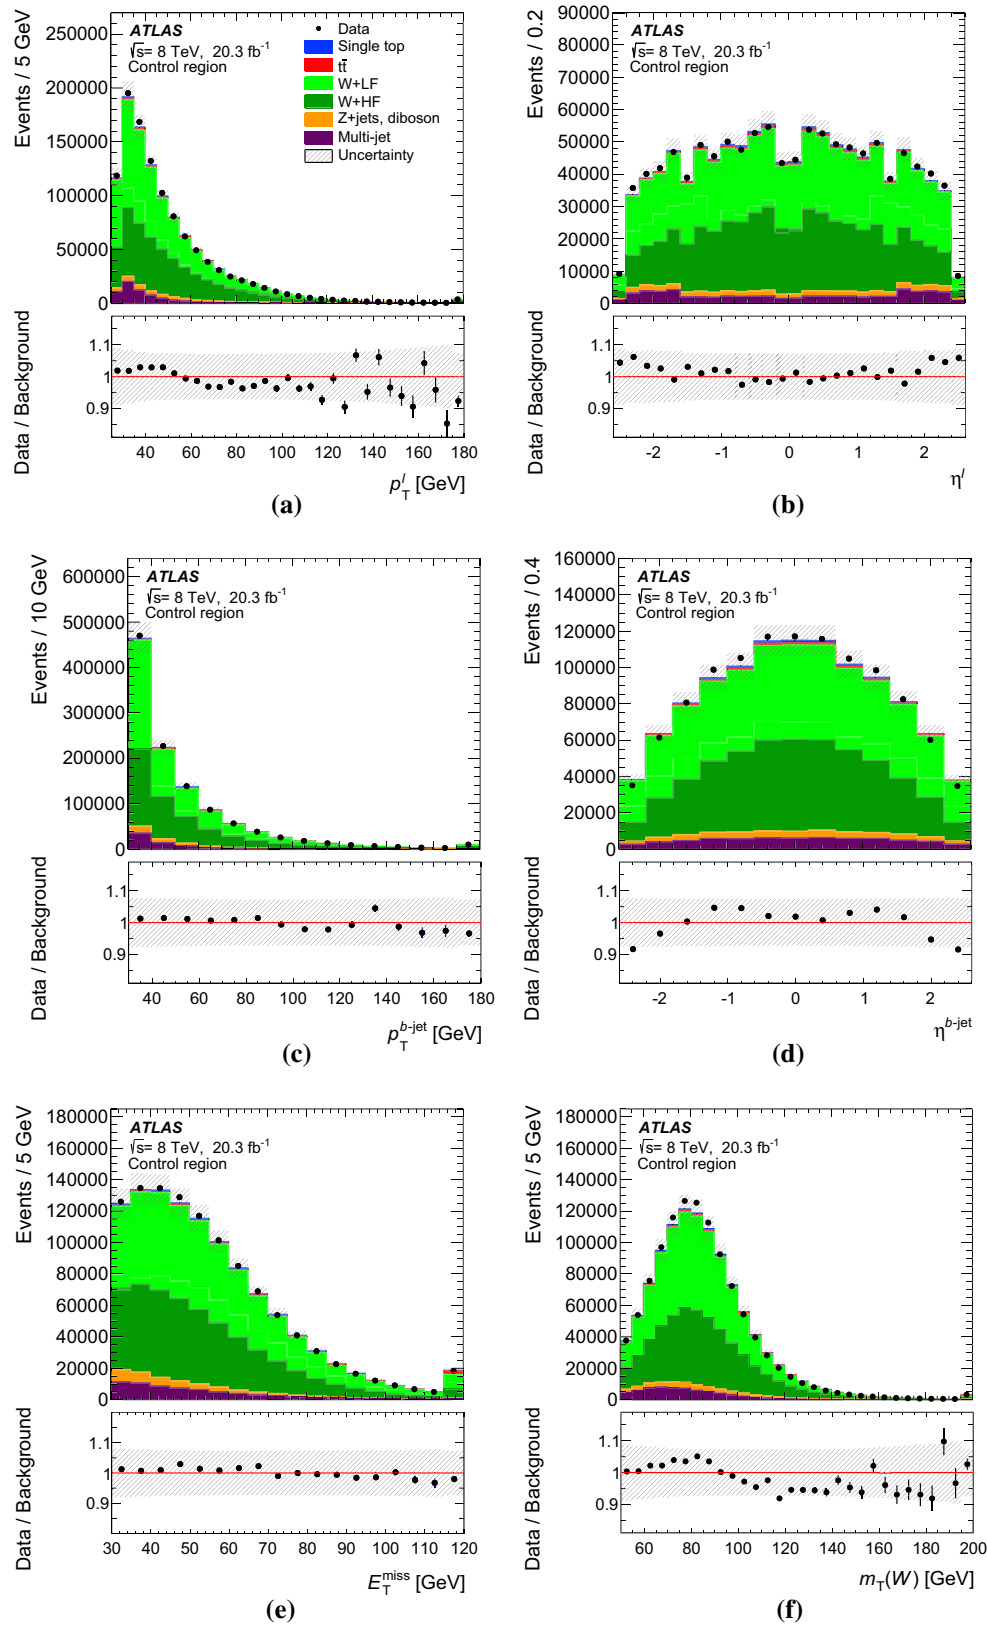 Events / 5 GeV
250000
200000
150000
100000
50000
0
ATLAS
√s= 8 TeV, 20.3 fb⁻¹
Control region
Data
Single top
tt̄
W+LF
W+HF
Z+jets, diboson
Multi-jet
Uncertainty
Data / Background
1.1
1
0.9
40 60 80 100 120 140 160 180
p_T^l [GeV]
(a)
Events / 0.2
90000
80000
70000
60000
50000
40000
30000
20000
10000
0
ATLAS
√s= 8 TeV, 20.3 fb⁻¹
Control region
Data / Background
1.1
1
0.9
-2 -1 0 1 2
η^l
(b)
Events / 10 GeV
600000
500000
400000
300000
200000
100000
0
ATLAS
√s= 8 TeV, 20.3 fb⁻¹
Control region
Data / Background
1.1
1
0.9
40 60 80 100 120 140 160 180
p_T^b-jet [GeV]
(c)
Events / 0.4
160000
140000
120000
100000
80000
60000
40000
20000
0
ATLAS
√s= 8 TeV, 20.3 fb⁻¹
Control region
Data / Background
1.1
1
0.9
-2 -1 0 1 2
η^b-jet
(d)
Events / 5 GeV
180000
160000
140000
120000
100000
80000
60000
40000
20000
0
ATLAS
√s= 8 TeV, 20.3 fb⁻¹
Control region
Data / Background
1.1
1
0.9
30 40 50 60 70 80 90 100 110 120
E_T^miss [GeV]
(e)
Events / 5 GeV
180000
160000
140000
120000
100000
80000
60000
40000
20000
0
ATLAS
√s= 8 TeV, 20.3 fb⁻¹
Control region
Data / Background
1.1
1
0.9
60 80 100 120 140 160 180 200
m_T(W) [GeV]
(f)